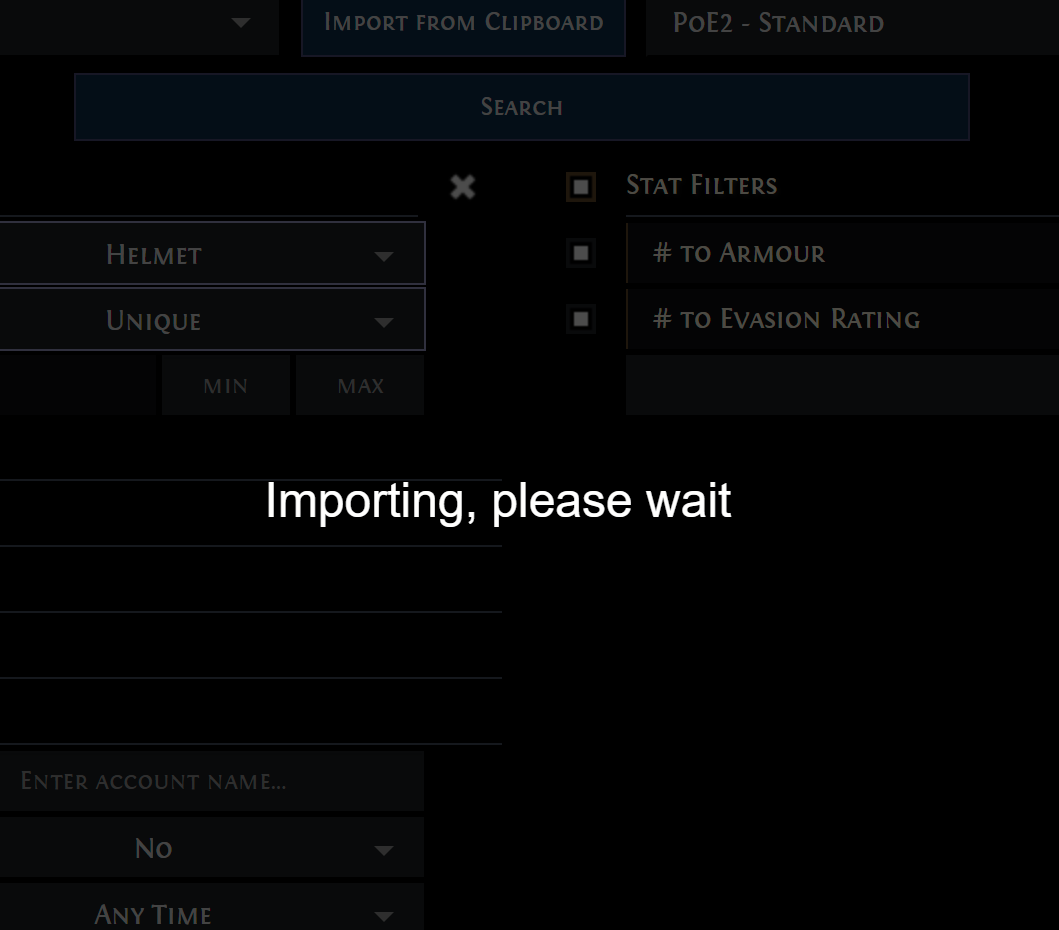 Import from Clipboard
PoE2 - Standard
Search
Stat Filters
Helmet
# to Armour
Unique
# to Evasion Rating
MIN
MAX
Importing, please wait
Enter account name...
No
Any Time